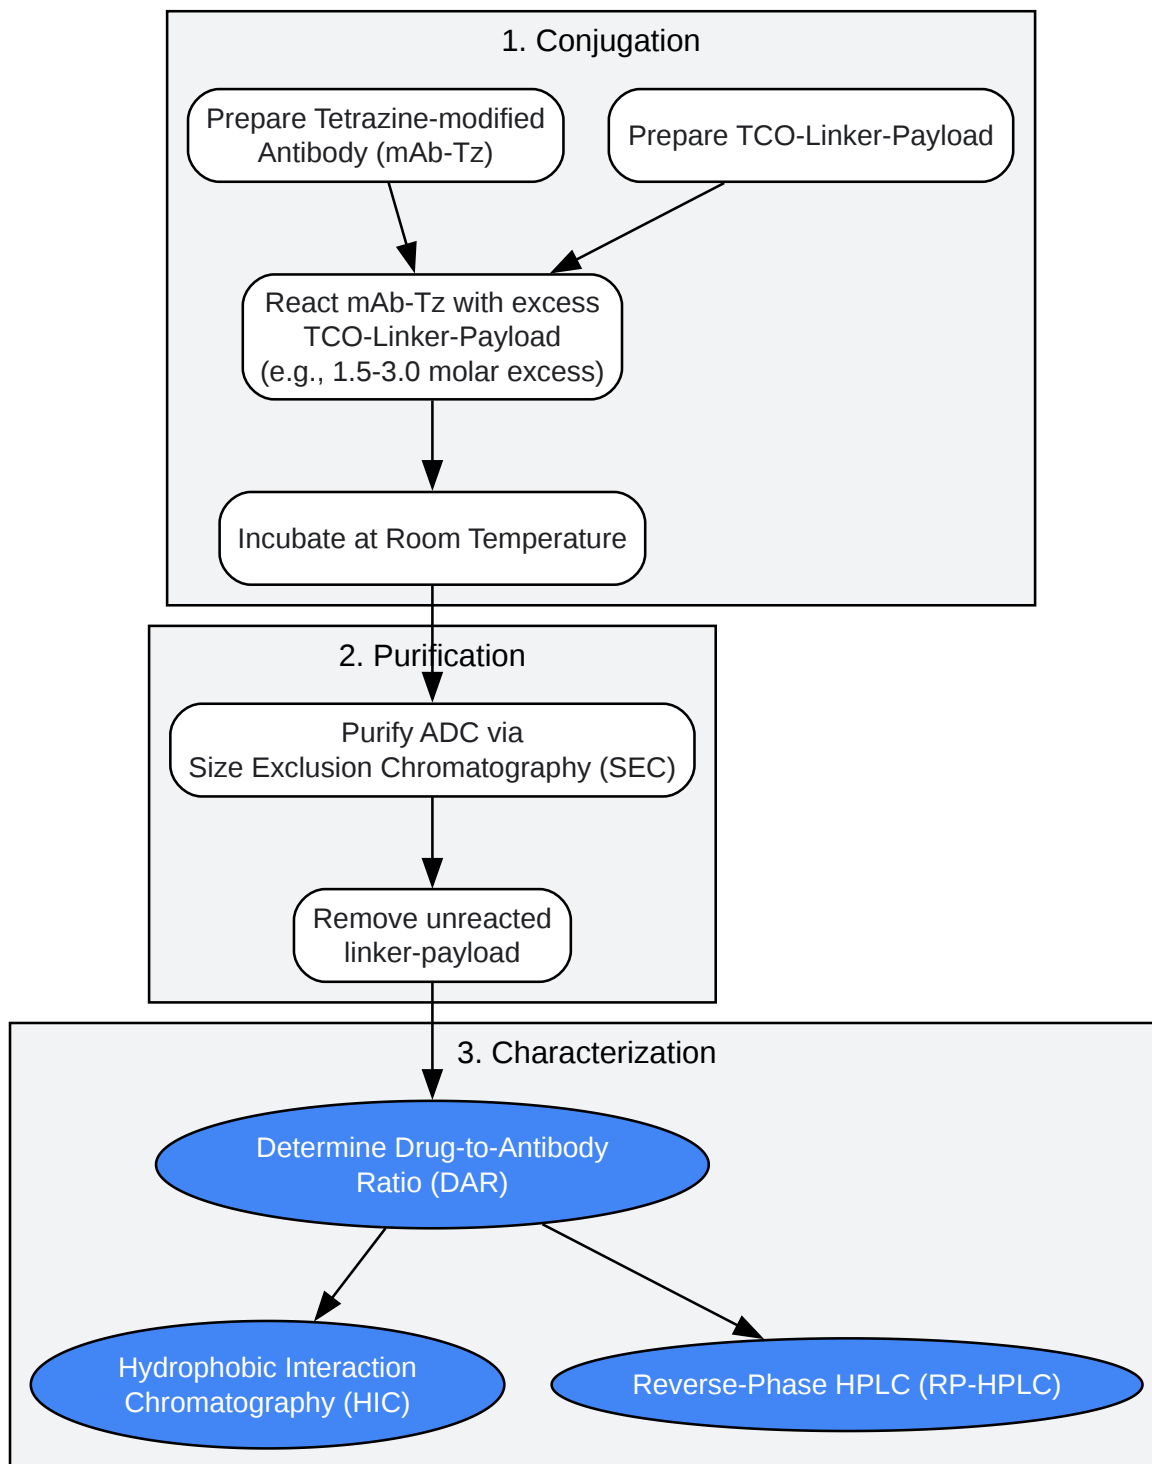 1. Conjugation
Prepare Tetrazine-modified
Antibody (mAb-Tz)
Prepare TCO-Linker-Payload
React mAb-Tz with excess
TCO-Linker-Payload
(e.g., 1.5-3.0 molar excess)
Incubate at Room Temperature
2. Purification
Purify ADC via
Size Exclusion Chromatography (SEC)
Remove unreacted
linker-payload
3. Characterization
Determine Drug-to-Antibody
Ratio (DAR)
Hydrophobic Interaction
Chromatography (HIC)
Reverse-Phase HPLC (RP-HPLC)